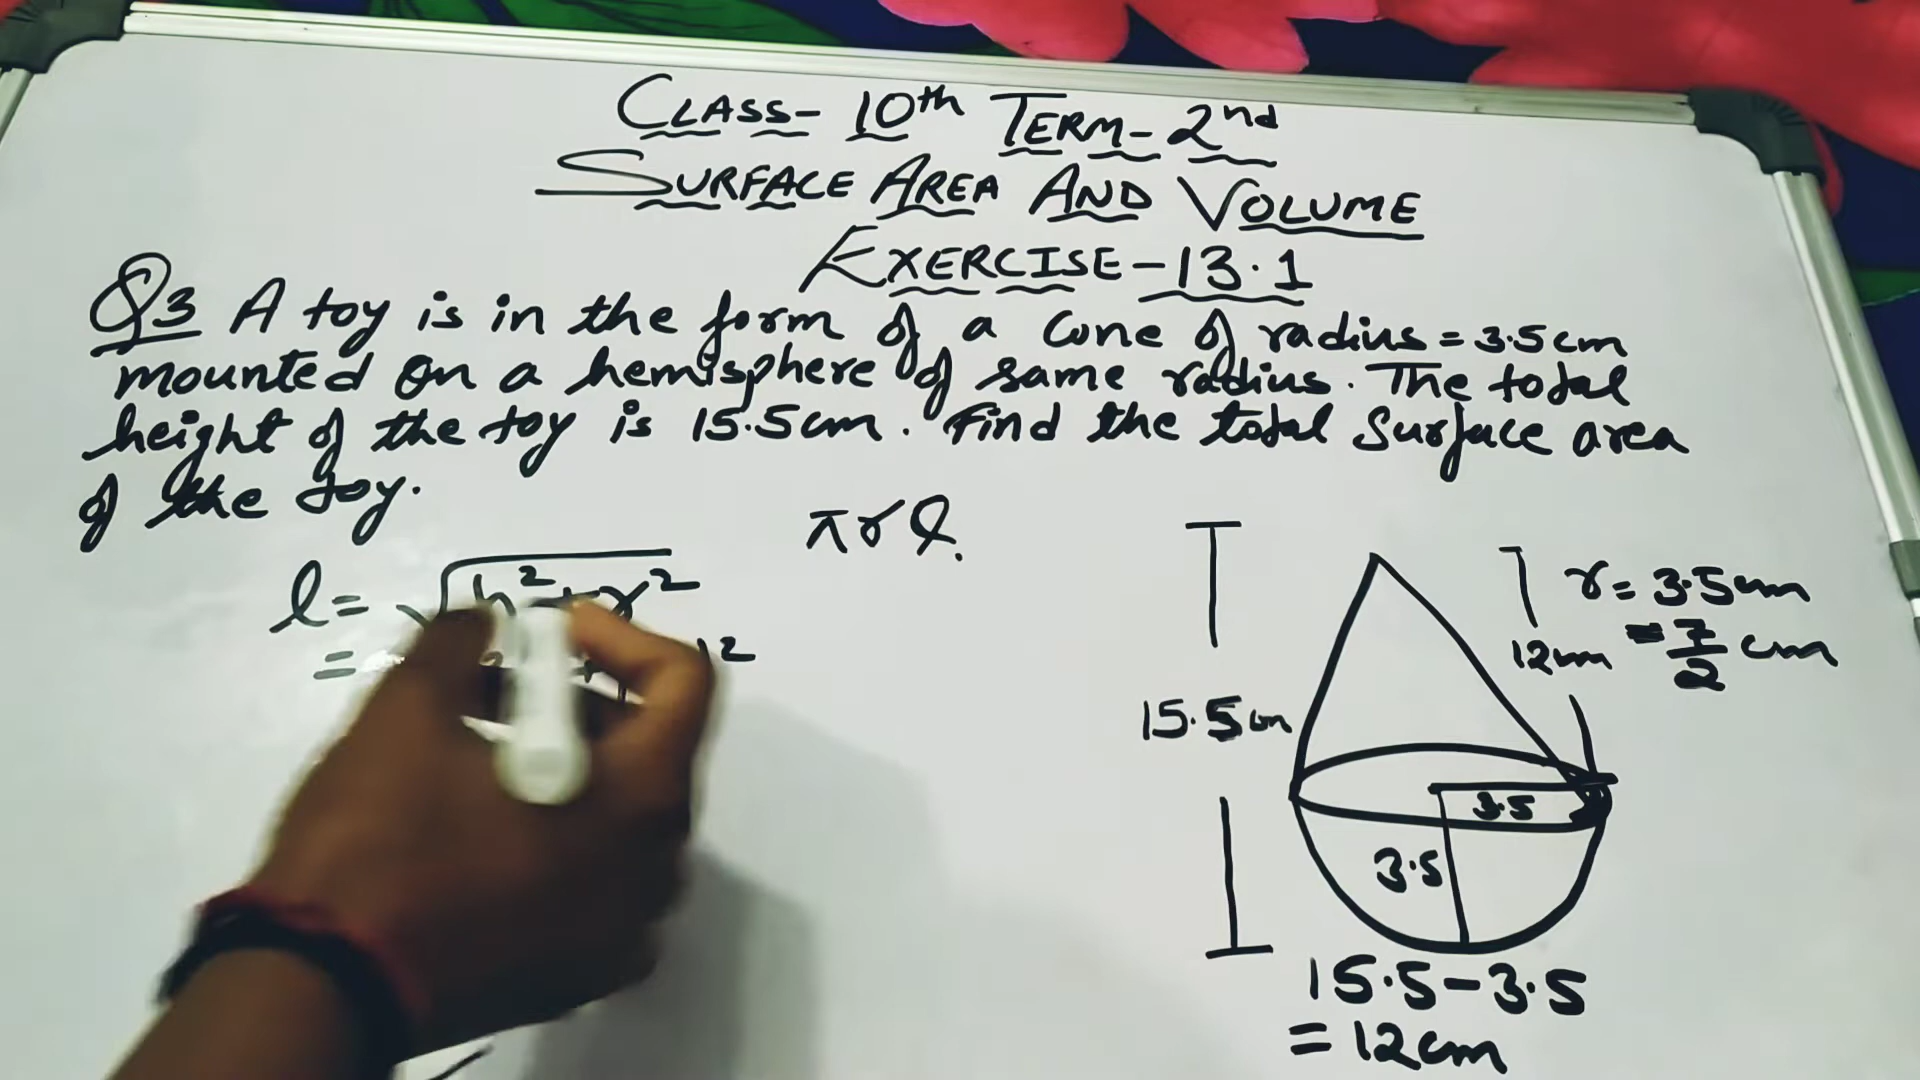 CLASS- 10th TERM- 2nd
SURFACE AREA AND VOLUME
EXERCISE-13.1
Q3 A toy is in the form of a cone of radius = 3.5cm
mounted on a hemisphere of same radius. The total
height of the toy is 15.5cm. Find the total surface area
of the toy.
πrl.
l = √h²+r²
=
r = 3.5cm
= 7/2 cm
12cm
15.5cm
3.5
3.5
15.5-3.5
= 12cm